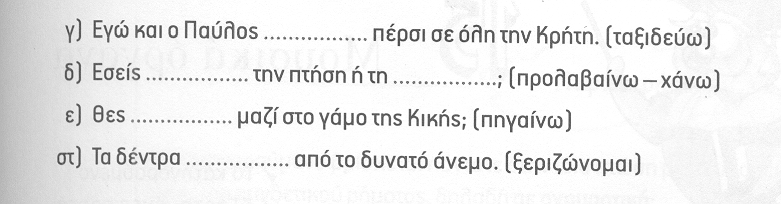 γ) Εγώ και ο Παύλος ................. πέρσι σε όλη την Κρήτη. (ταξιδεύω)
δ) Εσείς ................. την πτήση ή τη .................; (προλαβαίνω – χάνω)
ε) Θες ................. μαζί στο γάμο της Κικής; (πηγαίνω)
στ) Τα δέντρα ................. από το δυνατό άνεμο. (ξεριζώνομαι)